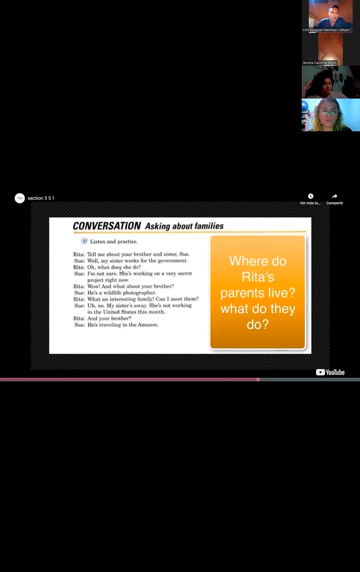 section 5 5 1
Ver más ta...
Compartir
CONVERSATION Asking about families
Listen and practice.
Rita: Tell me about your brother and sister, Sue.
Sue: Well, my sister works for the government.
Rita: Oh, what does she do?
Sue: I'm not sure. She's working on a very secret
project right now.
Rita: Wow! And what about your brother?
Sue: He's a wildlife photographer.
Rita: What an interesting family! Can I meet them?
Sue: Uh, no. My sister's away. She's not working
in the United States this month.
Rita: And your brother?
Sue: He's traveling in the Amazon.
Where do
Rita's
parents live?
what do they
do?
YouTube